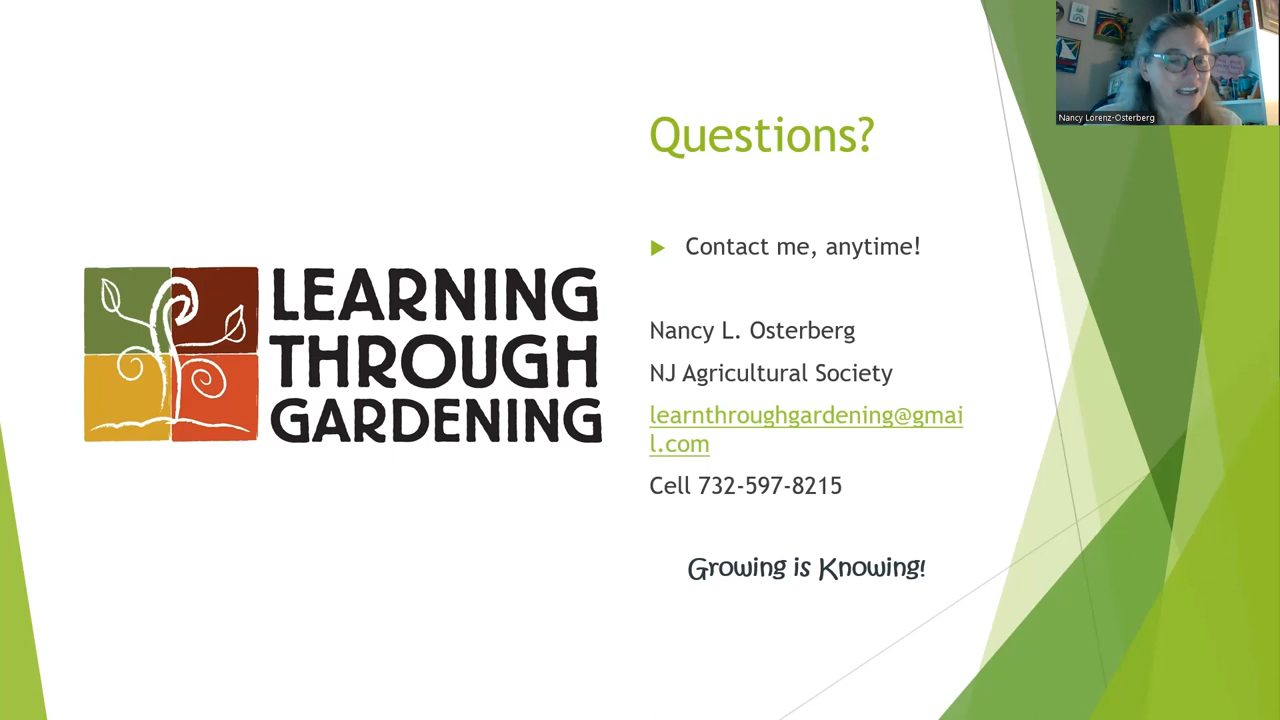 Nancy Lorenz-Osterberg
Questions?
Contact me, anytime!
LEARNING
THROUGH
GARDENING
Nancy L. Osterberg
NJ Agricultural Society
learnthroughgardening@gmai
l.com
Cell 732-597-8215
Growing is Knowing!